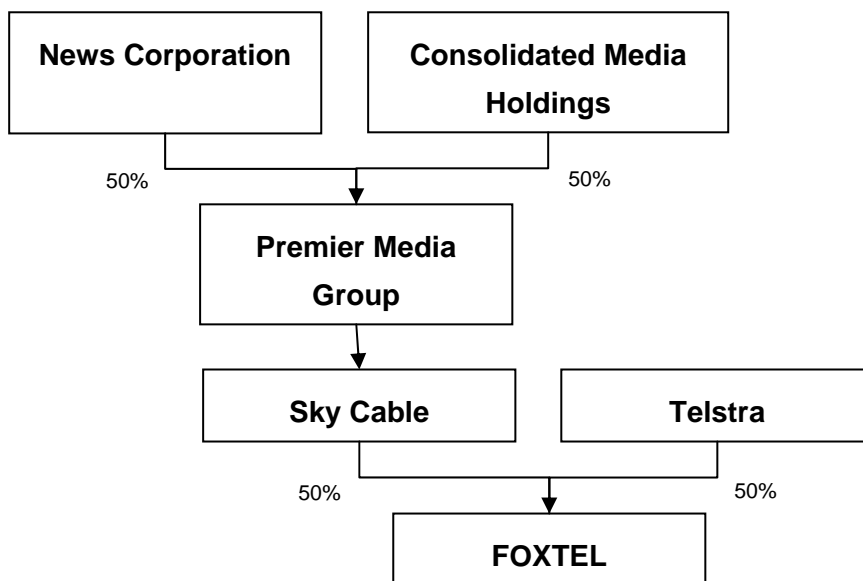 News Corporation
Consolidated Media
Holdings
50%
50%
Premier Media
Group
Sky Cable
Telstra
50%
50%
FOXTEL